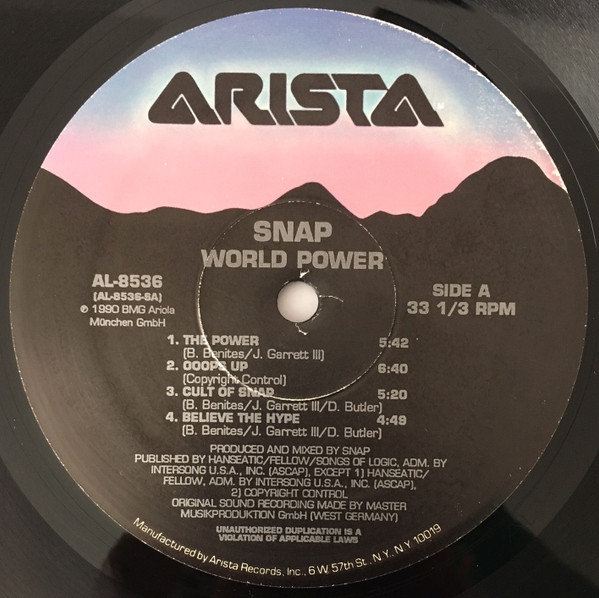 ARISTA
SNAP
WORLD POWER
AL-8536
(AL-8536-SA)
℗ 1990 BMG Ariola
München GmbH
SIDE A
33 1/3 RPM
1. THE POWER 5:42
(B. Benites/J. Garrett III)
2. OOOPS UP 6:40
(Copyright Control)
3. CULT OF SNAP 5:20
(B. Benites/J. Garrett III/D. Butler)
4. BELIEVE THE HYPE 4:49
(B. Benites/J. Garrett III/D. Butler)
PRODUCED AND MIXED BY SNAP
PUBLISHED BY HANSEATIC/FELLOW/SONGS OF LOGIC, ADM. BY
INTERSONG U.S.A., INC. (ASCAP), EXCEPT 1) HANSEATIC/
FELLOW, ADM. BY INTERSONG U.S.A., INC. (ASCAP),
2) COPYRIGHT CONTROL
ORIGINAL SOUND RECORDING MADE BY MASTER
MUSIKPRODUKTION GmbH (WEST GERMANY)
UNAUTHORIZED DUPLICATION IS A
VIOLATION OF APPLICABLE LAWS
Manufactured by Arista Records, Inc., 6 W. 57th St., N.Y., N.Y. 10019